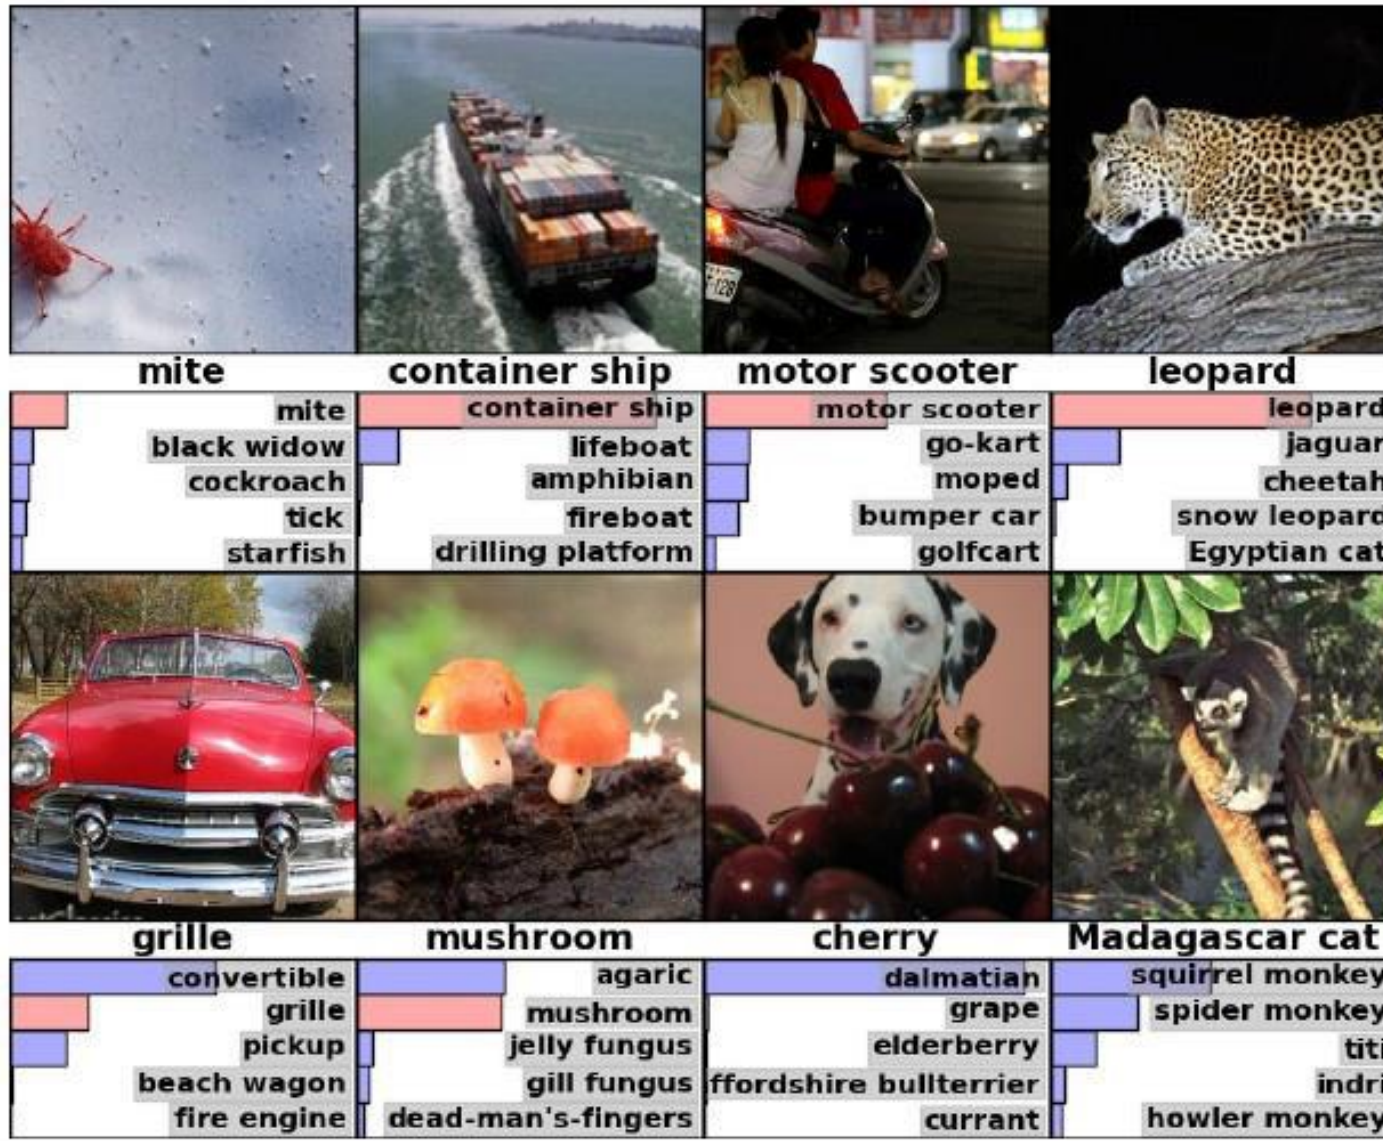 mite
container ship
motor scooter
leopard
mite
black widow
cockroach
tick
starfish
container ship
lifeboat
amphibian
fireboat
drilling platform
motor scooter
go-kart
moped
bumper car
golfcart
leopard
jaguar
cheetah
snow leopard
Egyptian cat
grille
mushroom
cherry
Madagascar cat
convertible
grille
pickup
beach wagon
fire engine
agaric
mushroom
jelly fungus
gill fungus
dead-man's-fingers
dalmatian
grape
elderberry
ffordshire bullterrier
currant
squirrel monkey
spider monkey
titi
indri
howler monkey